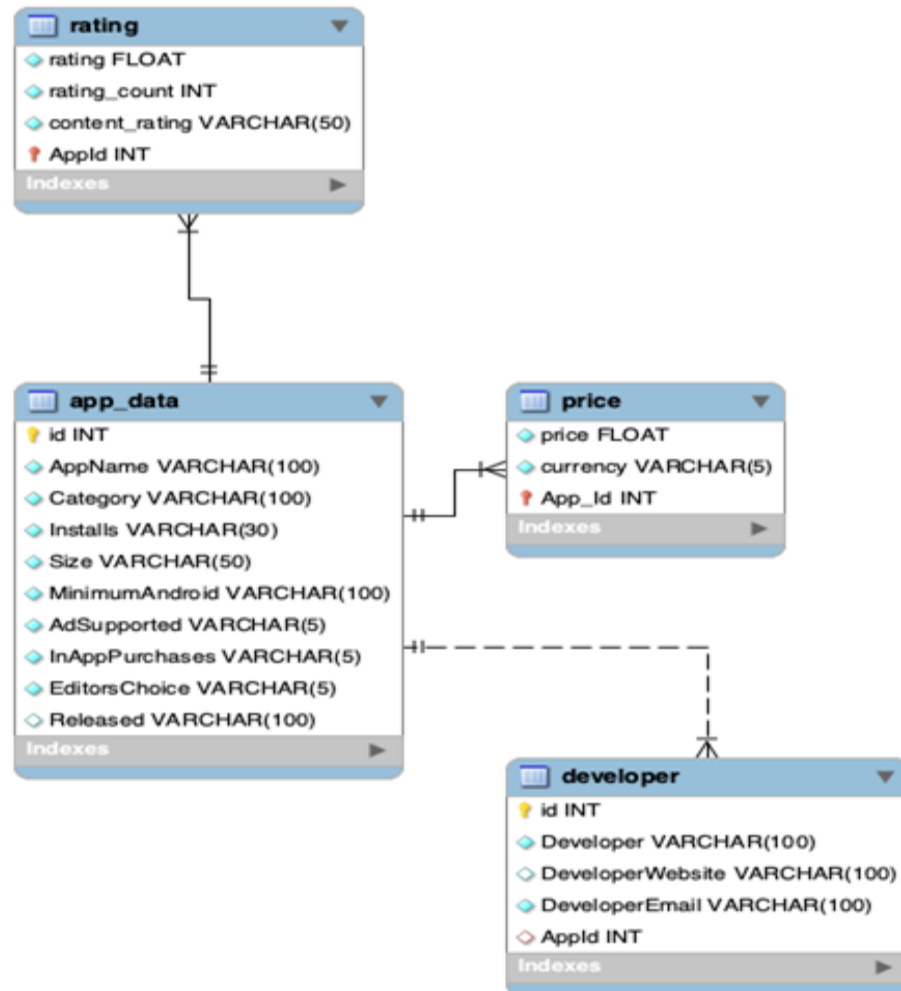 rating
rating FLOAT
rating_count INT
content_rating VARCHAR(50)
AppId INT
Indexes
app_data
id INT
AppName VARCHAR(100)
Category VARCHAR(100)
Installs VARCHAR(30)
Size VARCHAR(50)
MinimumAndroid VARCHAR(100)
AdSupported VARCHAR(5)
InAppPurchases VARCHAR(5)
EditorsChoice VARCHAR(5)
Released VARCHAR(100)
Indexes
price
price FLOAT
currency VARCHAR(5)
App_Id INT
Indexes
developer
id INT
Developer VARCHAR(100)
DeveloperWebsite VARCHAR(100)
DeveloperEmail VARCHAR(100)
AppId INT
Indexes